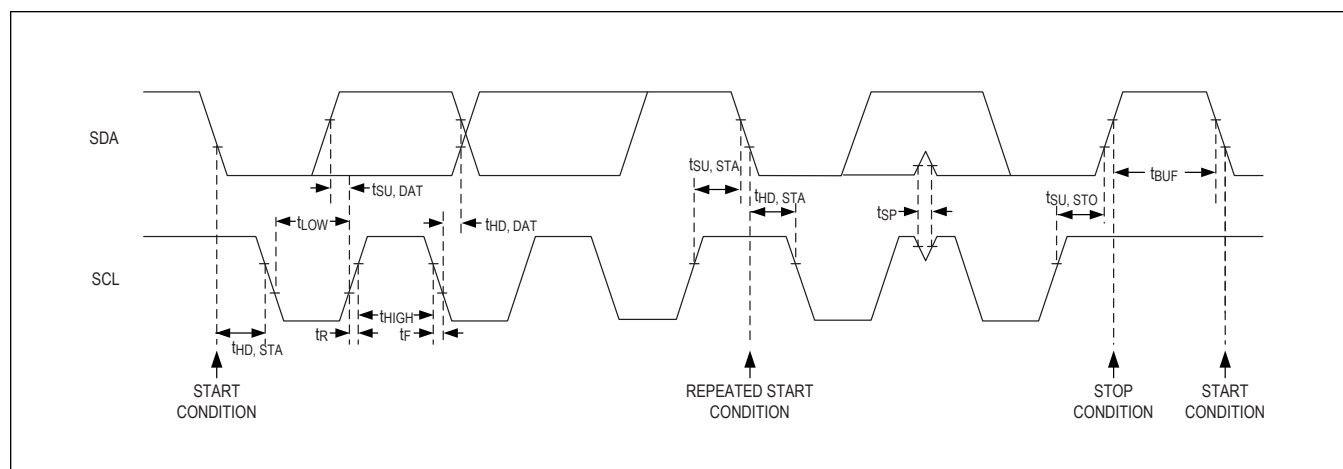 SDA
tSU, DAT
tSU, STA
tBUF
tLOW
tHD, DAT
tHD, STA
tSP
tSU, STO
SCL
tHIGH
tR
tF
tHD, STA
START
CONDITION
REPEATED START
CONDITION
STOP
CONDITION
START
CONDITION